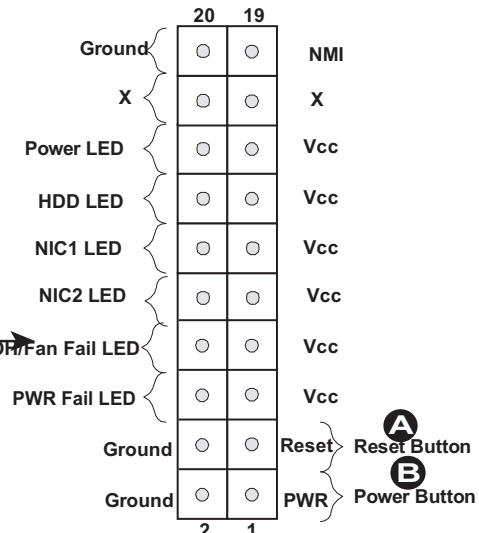 20 19
Ground NMI
X X
Power LED Vcc
HDD LED Vcc
NIC1 LED Vcc
NIC2 LED Vcc
/Fan Fail LED Vcc
PWR Fail LED Vcc
A
Ground Reset Reset Button
B
Ground PWR Power Button
2 1